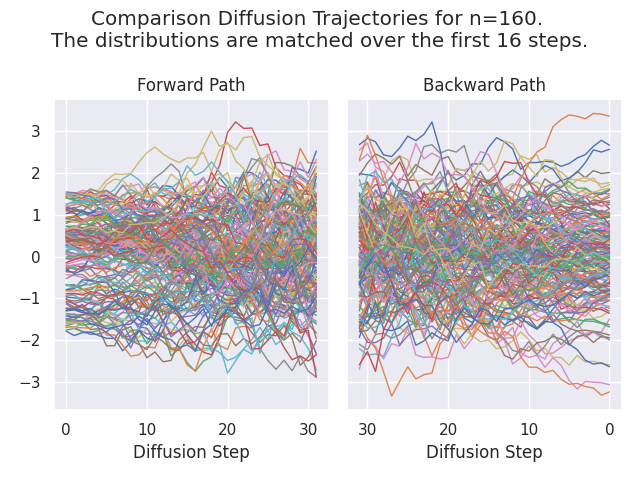 Comparison Diffusion Trajectories for n=160.
The distributions are matched over the first 16 steps.
Forward Path
Backward Path
3
2
1
0
−1
−2
−3
0 10 20 30
30 20 10 0
Diffusion Step
Diffusion Step